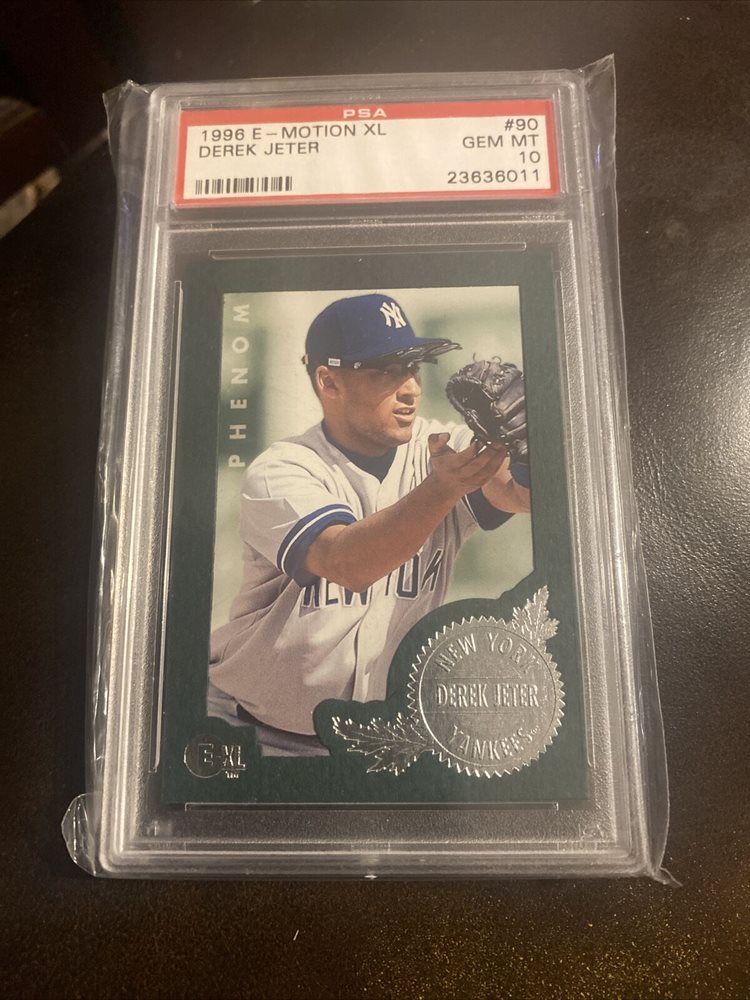 PSA
1996 E-MOTION XL #90
DEREK JETER GEM MT
10
23636011
PHENOM
NY
NEW YORK
NEW YORK
DEREK JETER
YANKEES
E-XL
TM